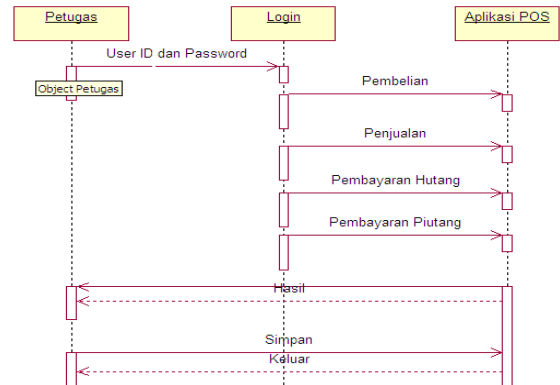 Petugas
Login
Aplikasi POS
User ID dan Password
Object Petugas
Pembelian
Penjualan
Pembayaran Hutang
Pembayaran Piutang
Hasil
Simpan
Keluar